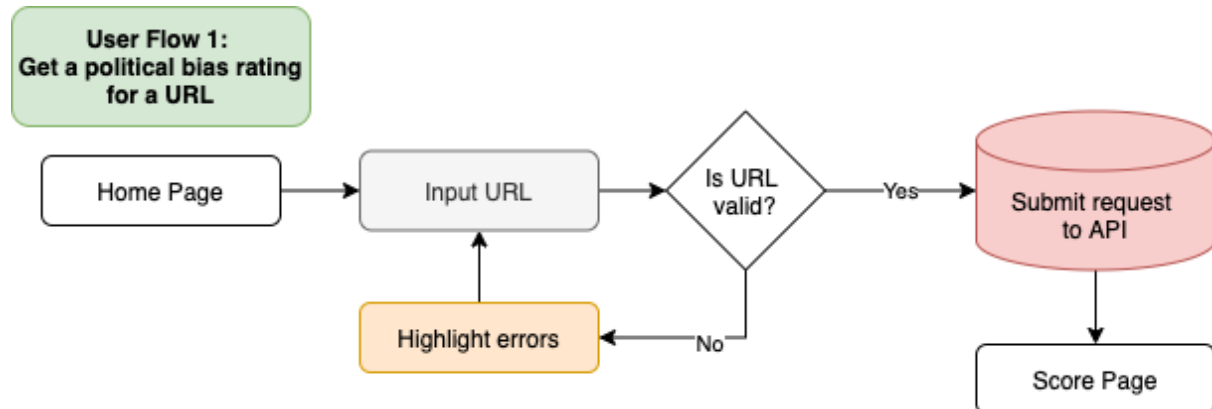 User Flow 1:
Get a political bias rating
for a URL
Home Page
Input URL
Is URL
valid?
Yes
Submit request
to API
Highlight errors
No
Score Page